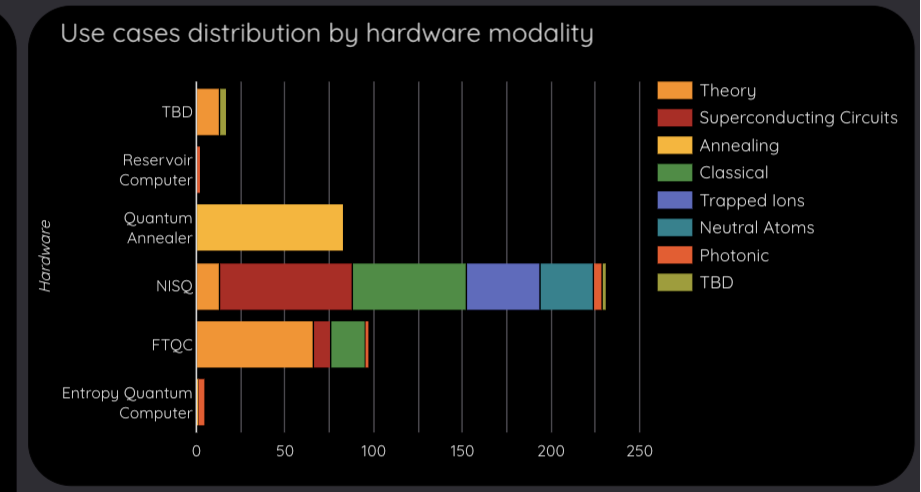 Use cases distribution by hardware modality
TBD
Reservoir
Computer
Quantum
Annealer
NISQ
FTQC
Entropy Quantum
Computer
Hardware
0
50
100
150
200
250
Theory
Superconducting Circuits
Annealing
Classical
Trapped Ions
Neutral Atoms
Photonic
TBD